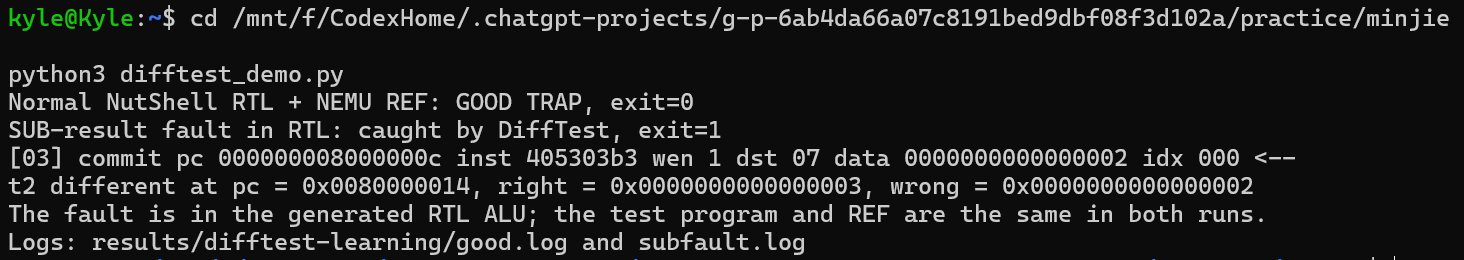 kyle@Kyle:~$ cd /mnt/f/CodexHome/.chatgpt-projects/g-p-6ab4da66a07c8191bed9dbf08f3d102a/practice/minjie
python3 difftest_demo.py
Normal NutShell RTL + NEMU REF: GOOD TRAP, exit=0
SUB-result fault in RTL: caught by DiffTest, exit=1
[03] commit pc 000000008000000c inst 405303b3 wen 1 dst 07 data 0000000000000002 idx 000 <--
t2 different at pc = 0x0080000014, right = 0x0000000000000003, wrong = 0x0000000000000002
The fault is in the generated RTL ALU; the test program and REF are the same in both runs.
Logs: results/difftest-learning/good.log and subfault.log